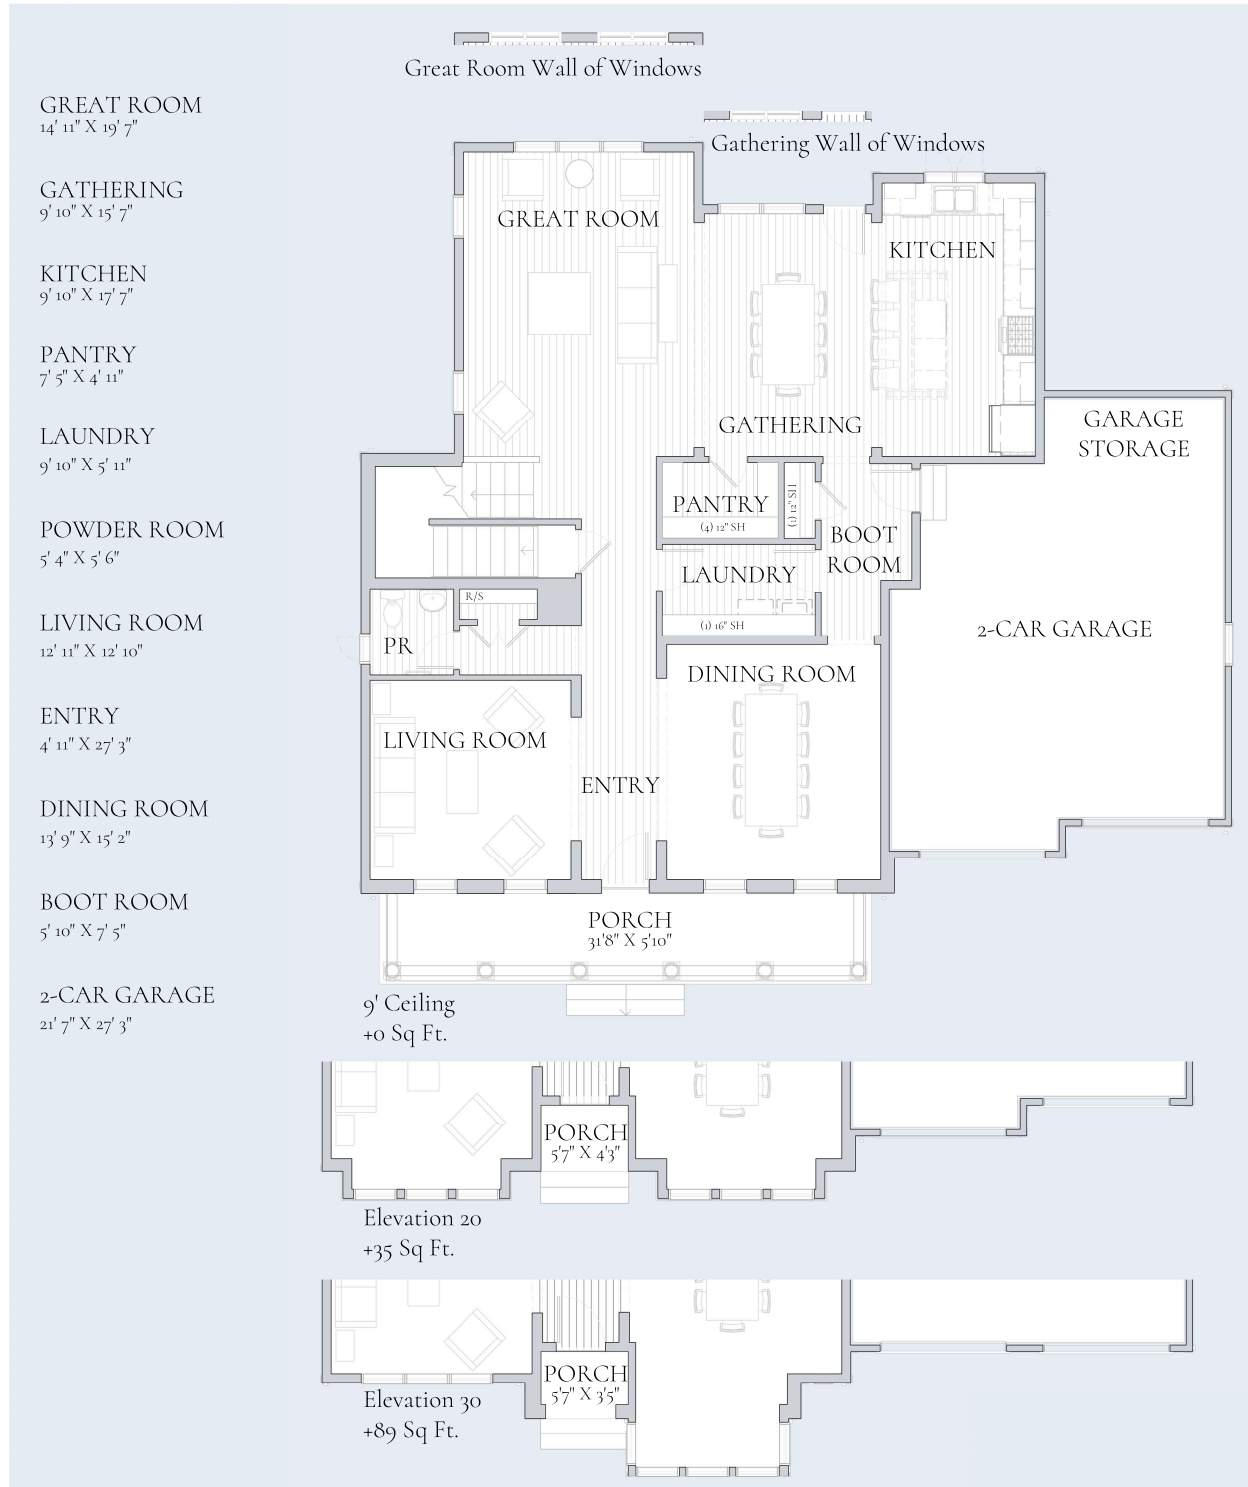 Great Room Wall of Windows
Gathering Wall of Windows
GREAT ROOM
14' 11" X 19' 7"
GATHERING
9' 10" X 15' 7"
KITCHEN
9' 10" X 17' 7"
PANTRY
7' 5" X 4' 11"
LAUNDRY
9' 10" X 5' 11"
POWDER ROOM
5' 4" X 5' 6"
LIVING ROOM
12' 11" X 12' 10"
ENTRY
4' 11" X 27' 3"
DINING ROOM
13' 9" X 15' 2"
BOOT ROOM
5' 10" X 7' 5"
2-CAR GARAGE
21' 7" X 27' 3"
GREAT ROOM
KITCHEN
GATHERING
GARAGE
STORAGE
PANTRY
(4) 12" SH
(1) 12" SH
BOOT
ROOM
LAUNDRY
(1) 16" SH
R/S
PR
2-CAR GARAGE
DINING ROOM
LIVING ROOM
ENTRY
PORCH
31'8" X 5'10"
9' Ceiling
+0 Sq Ft.
PORCH
5'7" X 4'3"
Elevation 20
+35 Sq Ft.
PORCH
5'7" X 3'5"
Elevation 30
+89 Sq Ft.